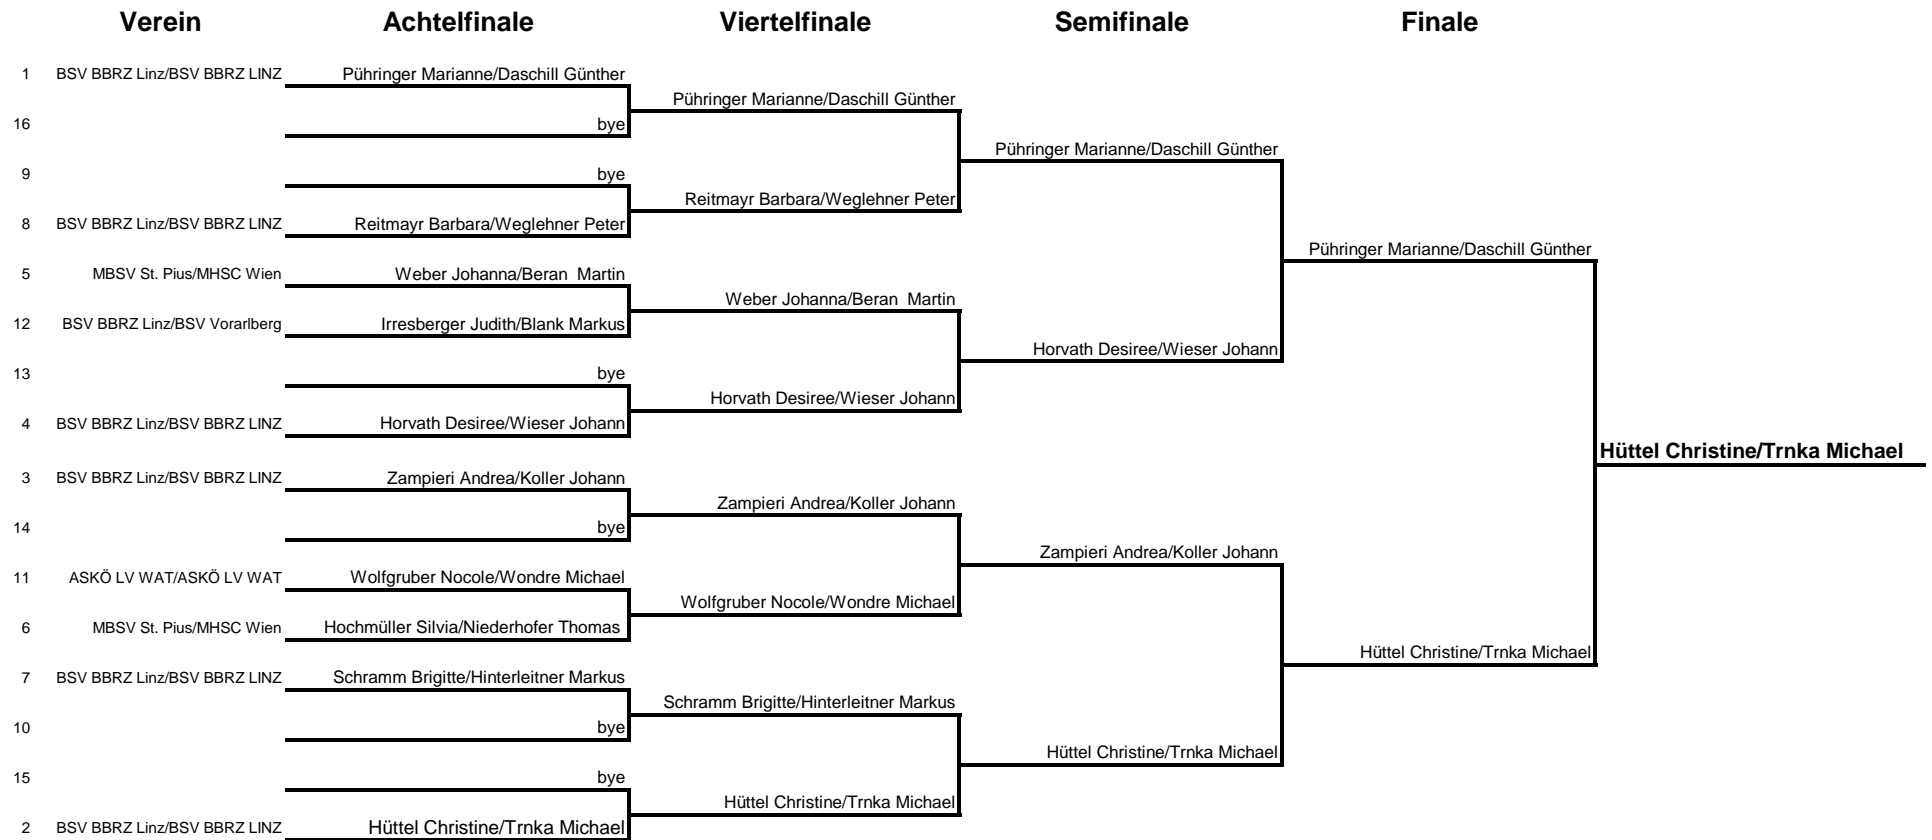 Verein Achtelfinale Viertelfinale Semifinale Finale
1 BSV BBRZ Linz/BSV BBRZ LINZ Pühringer Marianne/Daschill Günther
Pühringer Marianne/Daschill Günther
16 bye
Pühringer Marianne/Daschill Günther
9 bye
Reitmayr Barbara/Weglehner Peter
8 BSV BBRZ Linz/BSV BBRZ LINZ Reitmayr Barbara/Weglehner Peter
Pühringer Marianne/Daschill Günther
5 MBSV St. Pius/MHSC Wien Weber Johanna/Beran  Martin
Weber Johanna/Beran  Martin
12 BSV BBRZ Linz/BSV Vorarlberg Irresberger Judith/Blank Markus
Horvath Desiree/Wieser Johann
13 bye
Horvath Desiree/Wieser Johann
4 BSV BBRZ Linz/BSV BBRZ LINZ Horvath Desiree/Wieser Johann
Hüttel Christine/Trnka Michael
3 BSV BBRZ Linz/BSV BBRZ LINZ Zampieri Andrea/Koller Johann
Zampieri Andrea/Koller Johann
14 bye
Zampieri Andrea/Koller Johann
11 ASKÖ LV WAT/ASKÖ LV WAT Wolfgruber Nocole/Wondre Michael
Wolfgruber Nocole/Wondre Michael
6 MBSV St. Pius/MHSC Wien Hochmüller Silvia/Niederhofer Thomas
Hüttel Christine/Trnka Michael
7 BSV BBRZ Linz/BSV BBRZ LINZ Schramm Brigitte/Hinterleitner Markus
Schramm Brigitte/Hinterleitner Markus
10 bye
Hüttel Christine/Trnka Michael
15 bye
Hüttel Christine/Trnka Michael
2 BSV BBRZ Linz/BSV BBRZ LINZ Hüttel Christine/Trnka Michael